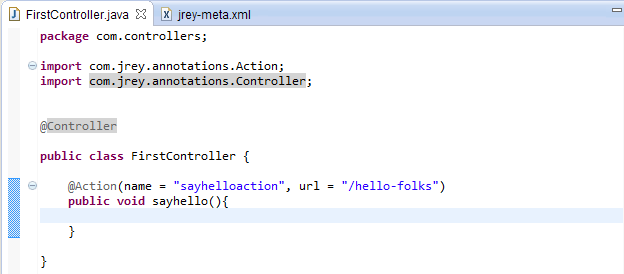 FirstController.java jrey-meta.xml
package com.controllers;
import com.jrey.annotations.Action;
import com.jrey.annotations.Controller;
@Controller
public class FirstController {
@Action(name = "sayhelloaction", url = "/hello-folks")
public void sayhello(){
}
}